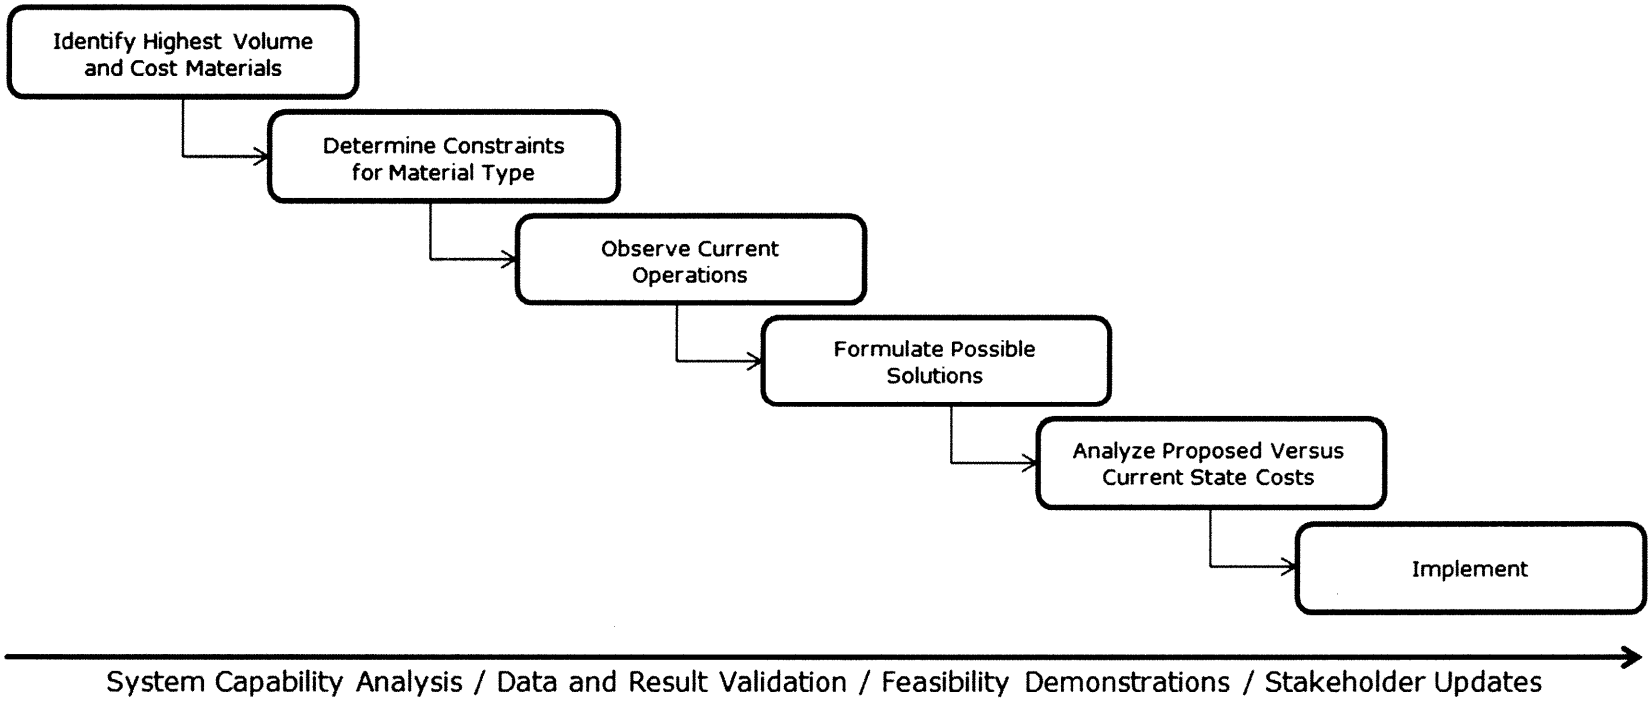 Identify Highest Volume
and Cost Materials
Determine Constraints
for Material Type
Observe Current
Operations
Formulate Possible
Solutions
Analyze Proposed Versus
Current State Costs
Implement
System Capability Analysis / Data and Result Validation / Feasibility Demonstrations / Stakeholder Updates